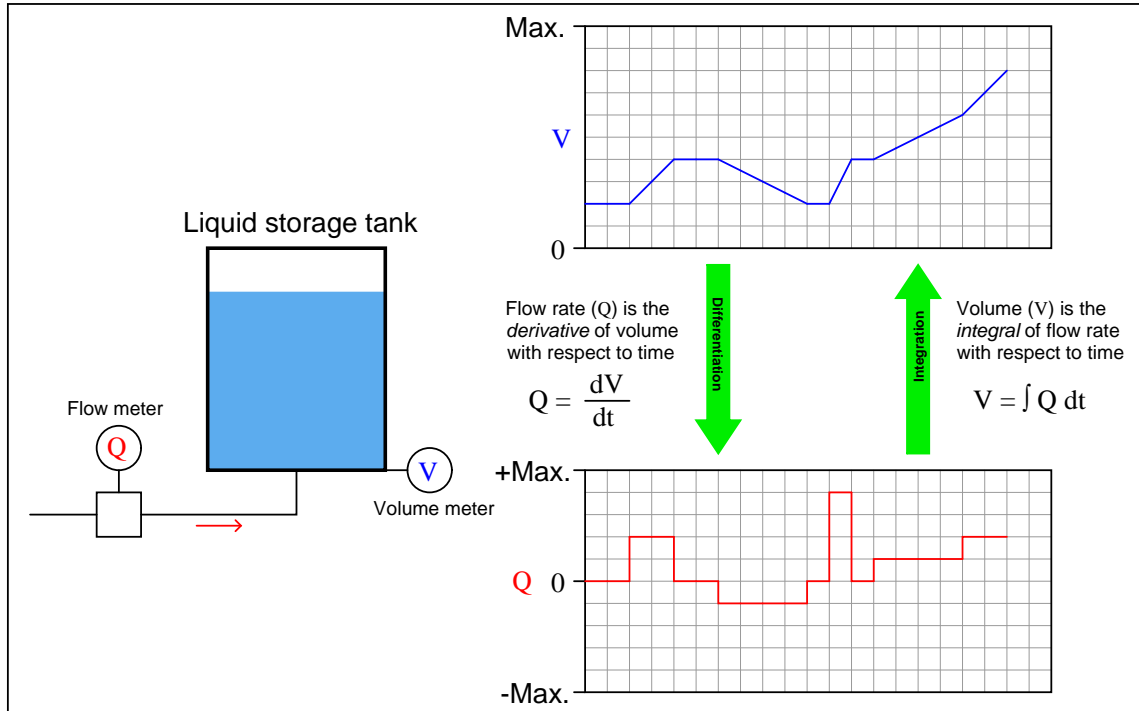 Max.
V
0
Liquid storage tank
Flow meter
Q
V
Volume meter
Flow rate (Q) is the
derivative of volume
with respect to time
Q = dV
dt
Differentiation
Integration
Volume (V) is the
integral of flow rate
with respect to time
V = ∫ Q dt
+Max.
Q 0
-Max.